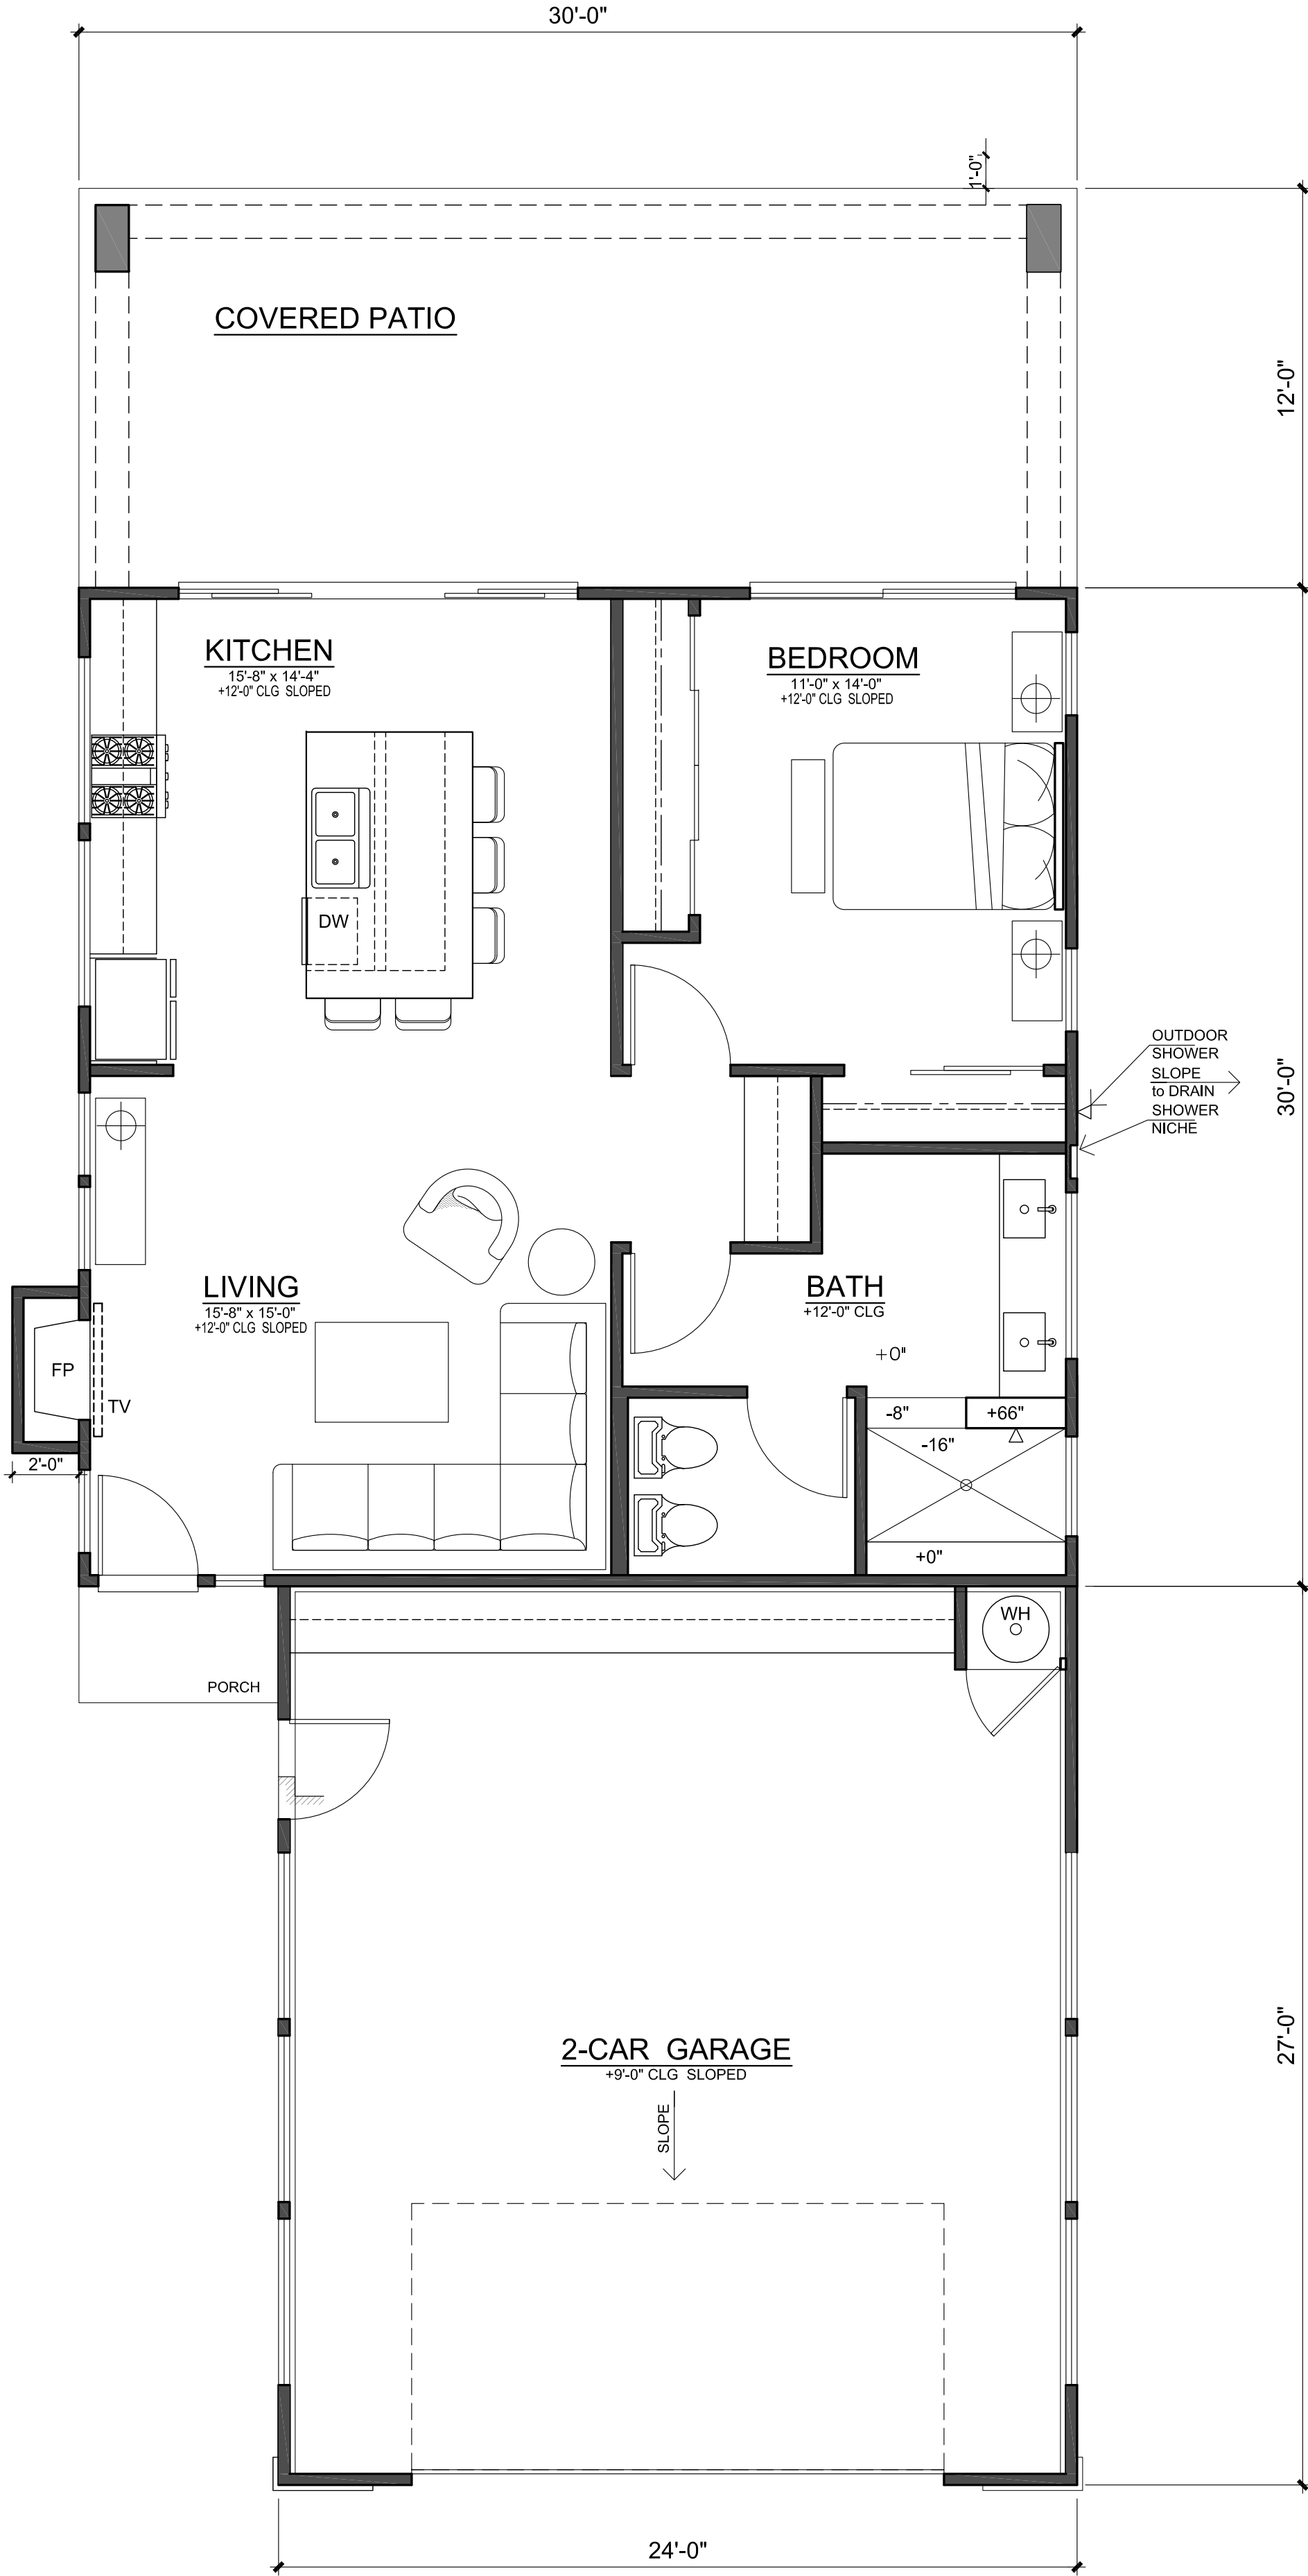 30'-0"
1'-0"
COVERED PATIO
12'-0"
KITCHEN
15'-8" x 14'-4"
+12'-0" CLG SLOPED
BEDROOM
11'-0" x 14'-0"
+12'-0" CLG SLOPED
DW
OUTDOOR
SHOWER
SLOPE
to DRAIN
SHOWER
NICHE
30'-0"
LIVING
15'-8" x 15'-0"
+12'-0" CLG SLOPED
BATH
+12'-0" CLG
+0"
FP
TV
-8"
+66"
-16"
2'-0"
+0"
WH
PORCH
2-CAR GARAGE
+9'-0" CLG SLOPED
SLOPE
27'-0"
24'-0"